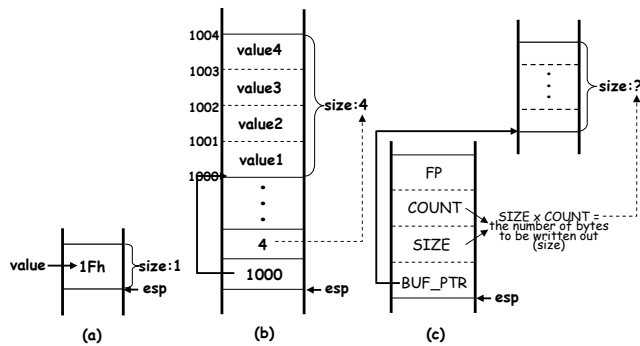 value
1Fh
size:1
esp
(a)
1004
value4
1003
value3
1002
value2
1001
value1
1000
size:4
4
1000
esp
(b)
size:?
FP
COUNT
SIZE
BUF_PTR
SIZE x COUNT =
the number of bytes
to be written out
(size)
esp
(c)